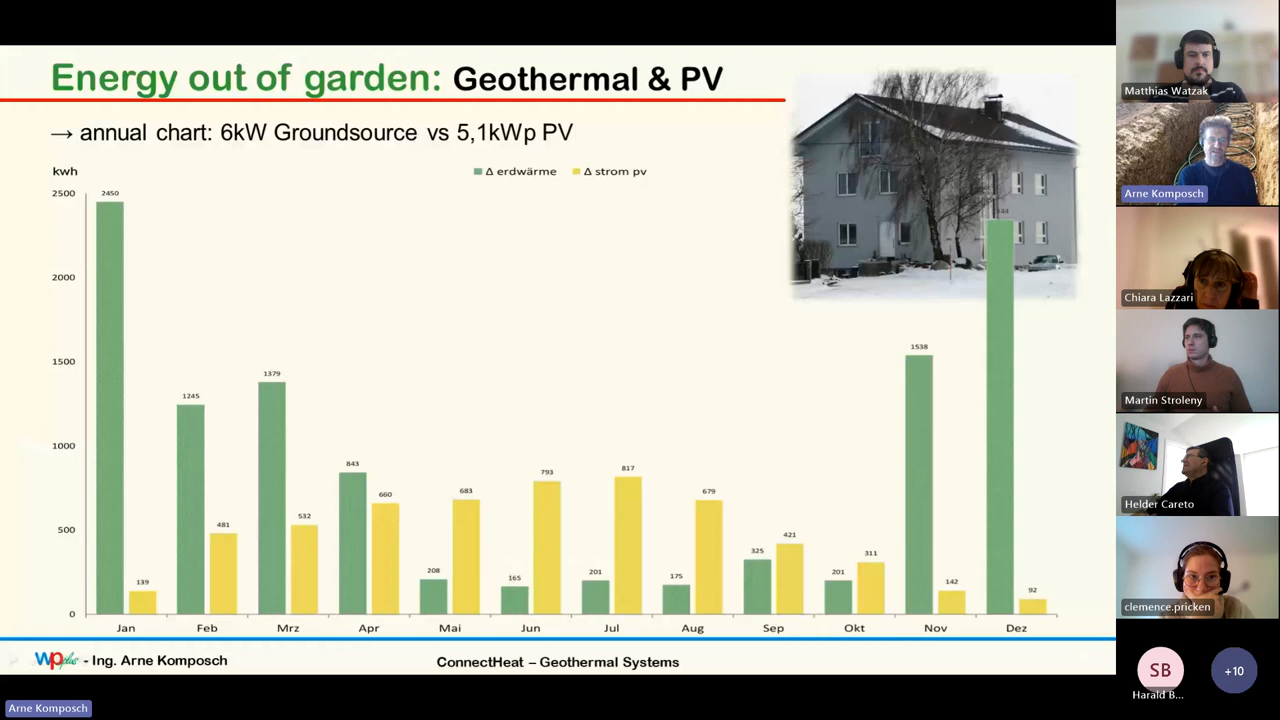 Energy out of garden: Geothermal & PV
→ annual chart: 6kW Groundsource vs 5,1kWp PV
kwh
Δ erdwärme Δ strom pv
2500
2000
1500
1000
500
0
2450 139
1245 481
1379 532
843 660
208 683
165 793
201 817
175 679
325 421
201 311
1538 142
92
Jan Feb Mrz Apr Mai Jun Jul Aug Sep Okt Nov Dez
wp plus - Ing. Arne Komposch
ConnectHeat – Geothermal Systems
Arne Komposch
Matthias Watzak
Arne Komposch
Chiara Lazzari
Martin Stroleny
Helder Careto
clemence.pricken
SB
Harald B...
+10